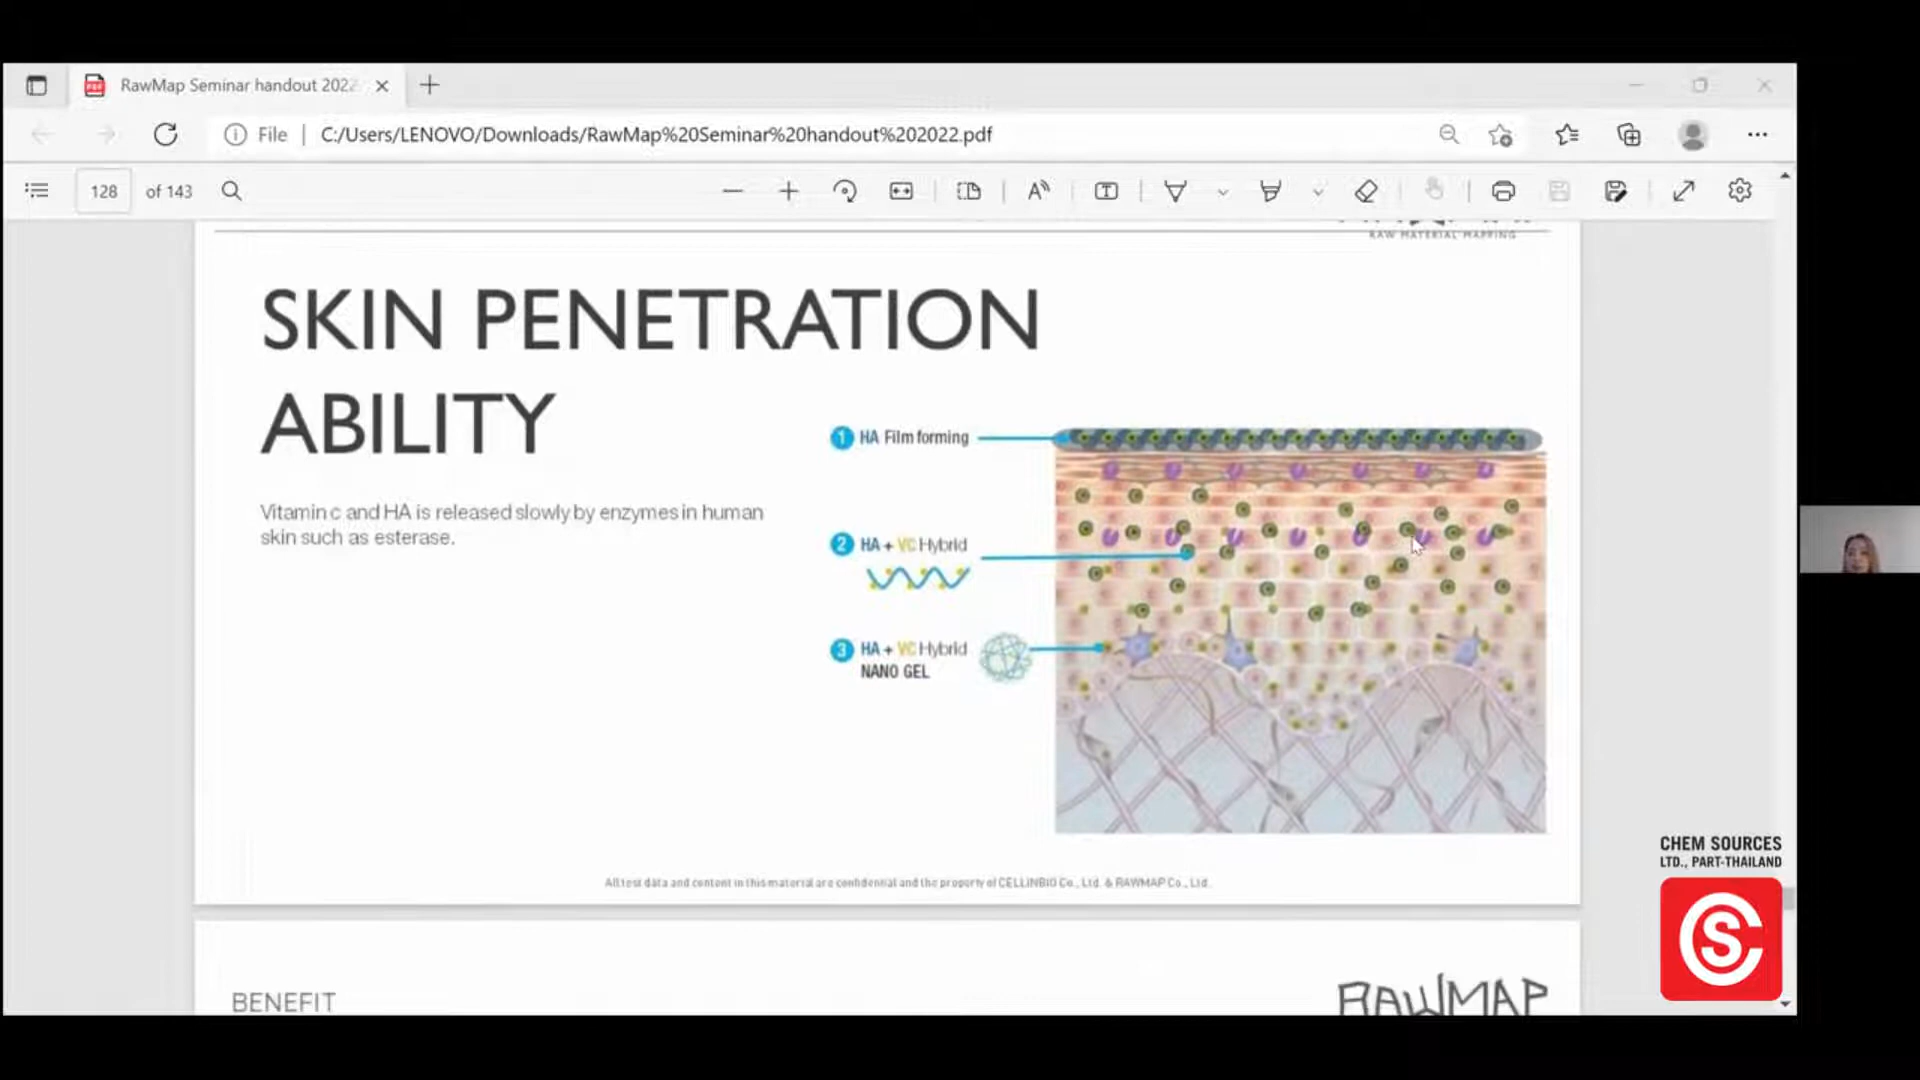 RawMap Seminar handout 2022
File
C:/Users/LENOVO/Downloads/RawMap%20Seminar%20handout%202022.pdf
128 of 143
RAW MATERIAL MAPPING
SKIN PENETRATION
ABILITY
Vitamin c and HA is released slowly by enzymes in human
skin such as esterase.
1 HA Film forming
2 HA + VC Hybrid
3 HA + VC Hybrid
NANO GEL
All test data and content in this material are confidential and the property of CELLINBIO Co., Ltd. & RAWMAP Co., Ltd.
BENEFIT
RAWMAP
CHEM SOURCES
LTD., PART-THAILAND